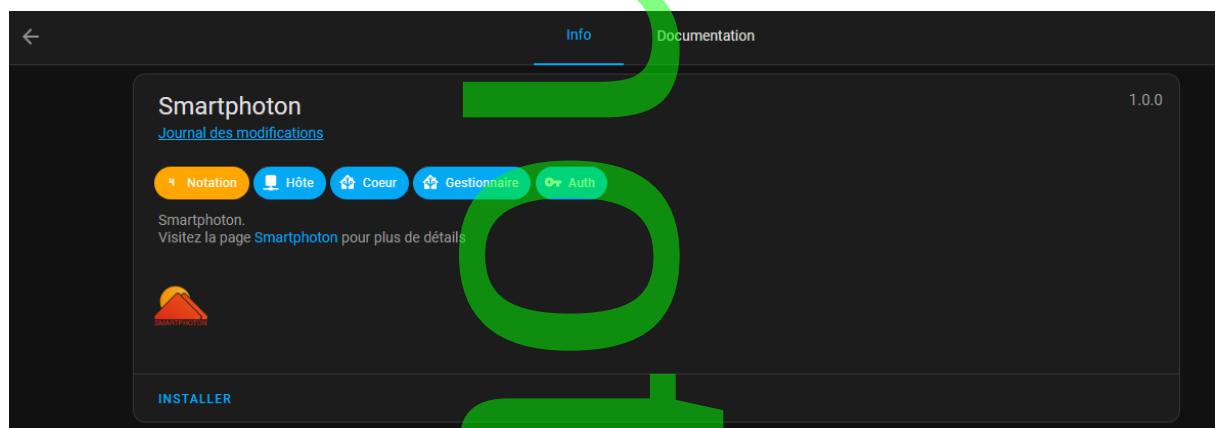 Info Documentation
Smartphoton 1.0.0
Journal des modifications
4 Notation Hôte Coeur Gestionnaire Auth
Smartphoton.
Visitez la page Smartphoton pour plus de détails
SMARTPHOTON
INSTALLER